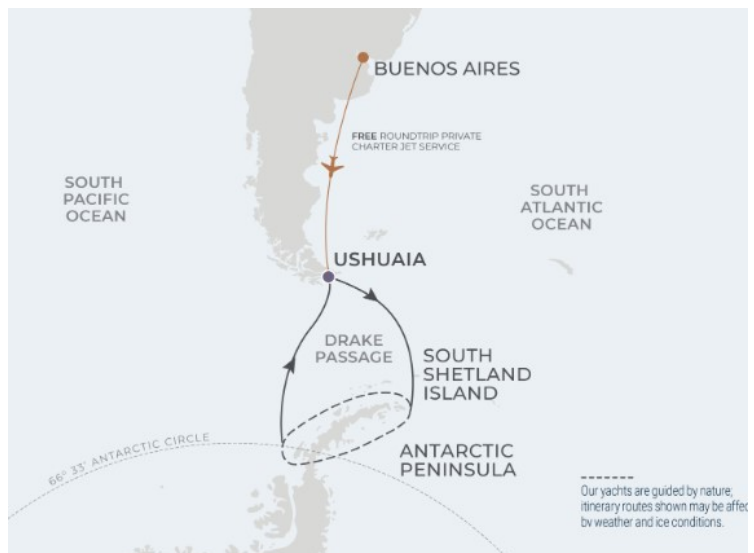 BUENOS AIRES
FREE ROUNDTRIP PRIVATE
CHARTER JET SERVICE
SOUTH
PACIFIC
OCEAN
SOUTH
ATLANTIC
OCEAN
USHUAIA
DRAKE
PASSAGE
SOUTH
SHETLAND
ISLAND
66° 33' ANTARCTIC CIRCLE
ANTARCTIC
PENINSULA
Our yachts are guided by nature;
itinerary routes shown may be affec
by weather and ice conditions.